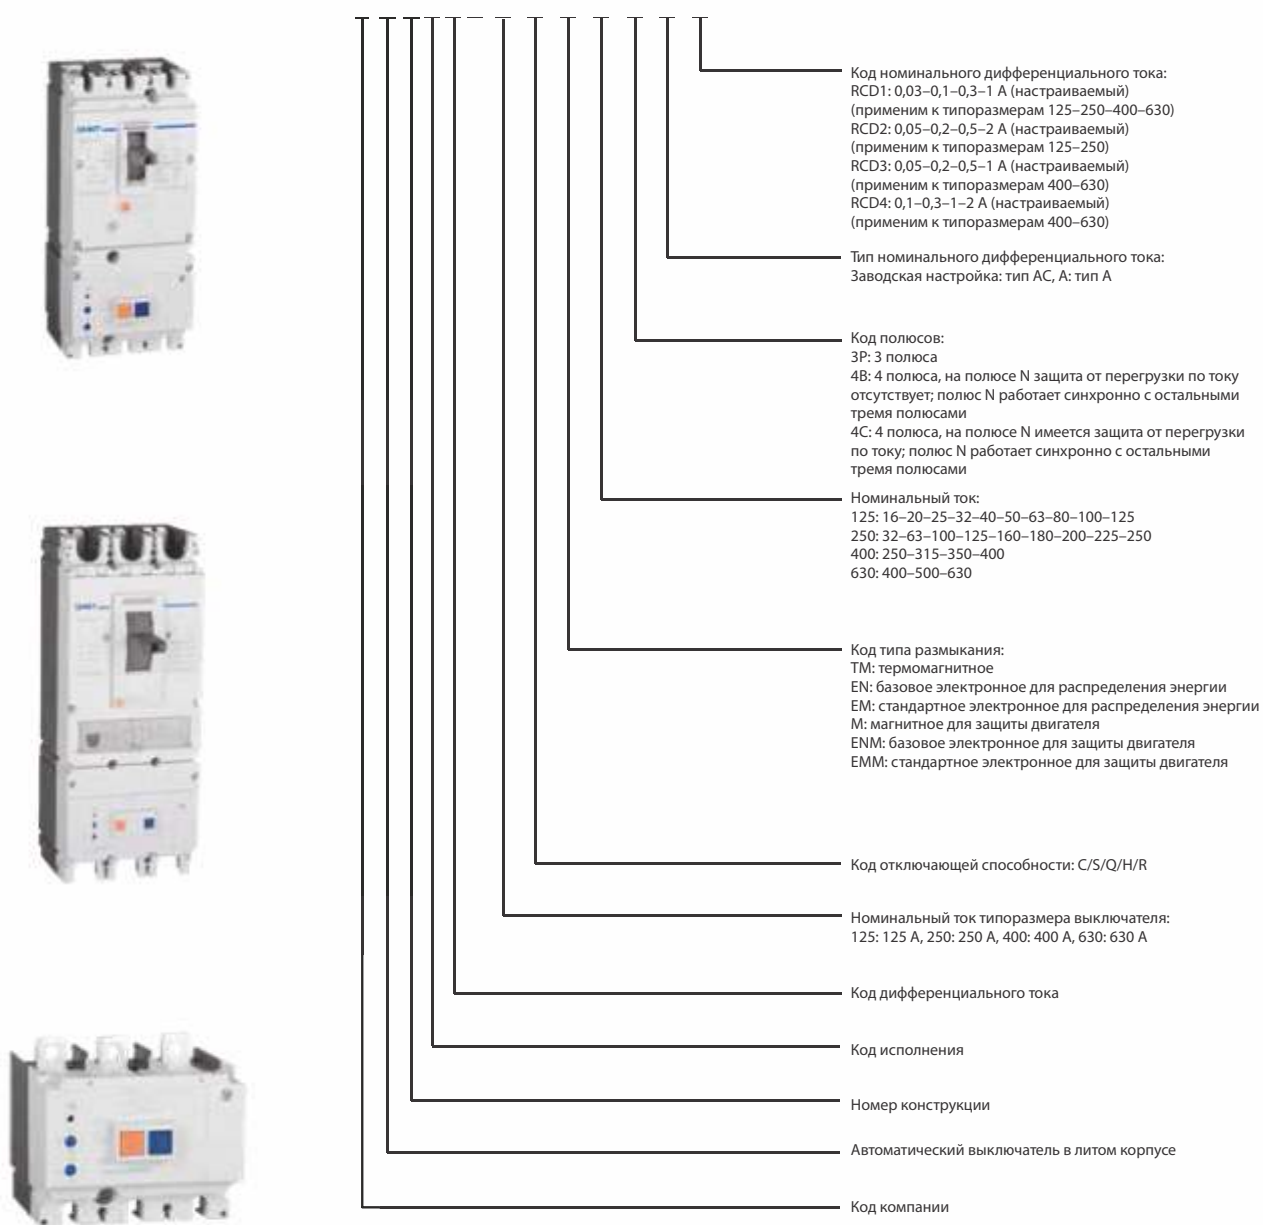 Код номинального дифференциального тока:
RCD1: 0,03–0,1–0,3–1 А (настраиваемый)
(применим к типоразмерам 125–250–400–630)
RCD2: 0,05–0,2–0,5–2 А (настраиваемый)
(применим к типоразмерам 125–250)
RCD3: 0,05–0,2–0,5–1 А (настраиваемый)
(применим к типоразмерам 400–630)
RCD4: 0,1–0,3–1–2 А (настраиваемый)
(применим к типоразмерам 400–630)
Тип номинального дифференциального тока:
Заводская настройка: тип AC, A: тип A
Код полюсов:
3P: 3 полюса
4B: 4 полюса, на полюсе N защита от перегрузки по току
отсутствует; полюс N работает синхронно с остальными
тремя полюсами
4C: 4 полюса, на полюсе N имеется защита от перегрузки
по току; полюс N работает синхронно с остальными
тремя полюсами
Номинальный ток:
125: 16–20–25–32–40–50–63–80–100–125
250: 32–63–100–125–160–180–200–225–250
400: 250–315–350–400
630: 400–500–630
Код типа размыкания:
TM: термомагнитное
EN: базовое электронное для распределения энергии
EM: стандартное электронное для распределения энергии
M: магнитное для защиты двигателя
ENM: базовое электронное для защиты двигателя
EMM: стандартное электронное для защиты двигателя
Код отключающей способности: C/S/Q/H/R
Номинальный ток типоразмера выключателя:
125: 125 А, 250: 250 А, 400: 400 А, 630: 630 А
Код дифференциального тока
Код исполнения
Номер конструкции
Автоматический выключатель в литом корпусе
Код компании
CHNT
CHNT